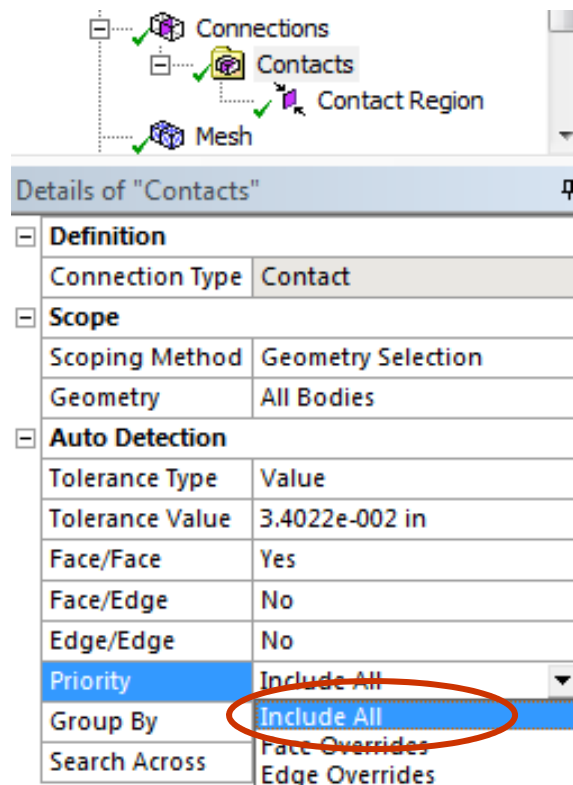 Connections
Contacts
Contact Region
Mesh
Details of "Contacts"
Definition
Connection Type Contact
Scope
Scoping Method Geometry Selection
Geometry All Bodies
Auto Detection
Tolerance Type Value
Tolerance Value 3.4022e-002 in
Face/Face Yes
Face/Edge No
Edge/Edge No
Priority Include All
Group By Include All
Face Overrides
Search Across Edge Overrides